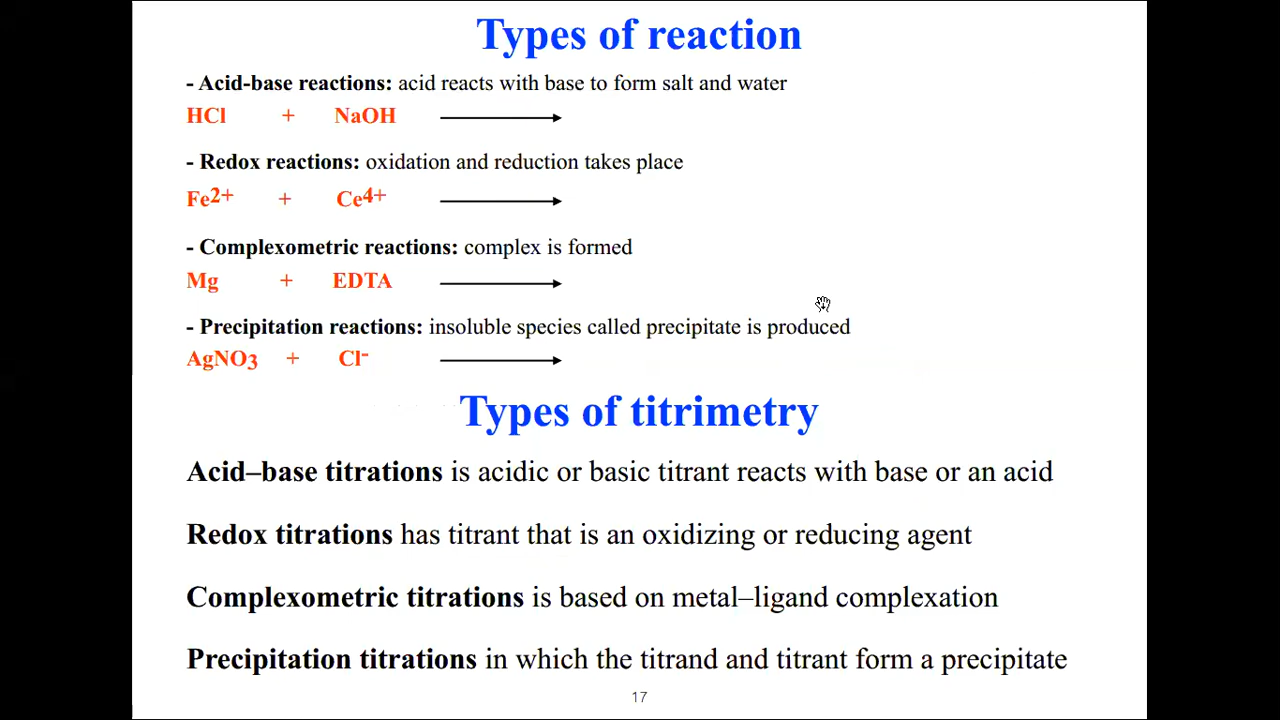 Types of reaction
- Acid-base reactions: acid reacts with base to form salt and water
HCl + NaOH
- Redox reactions: oxidation and reduction takes place
Fe2+ + Ce4+
- Complexometric reactions: complex is formed
Mg + EDTA
- Precipitation reactions: insoluble species called precipitate is produced
AgNO3 + Cl-
Types of titrimetry
Acid–base titrations is acidic or basic titrant reacts with base or an acid
Redox titrations has titrant that is an oxidizing or reducing agent
Complexometric titrations is based on metal–ligand complexation
Precipitation titrations in which the titrand and titrant form a precipitate
17